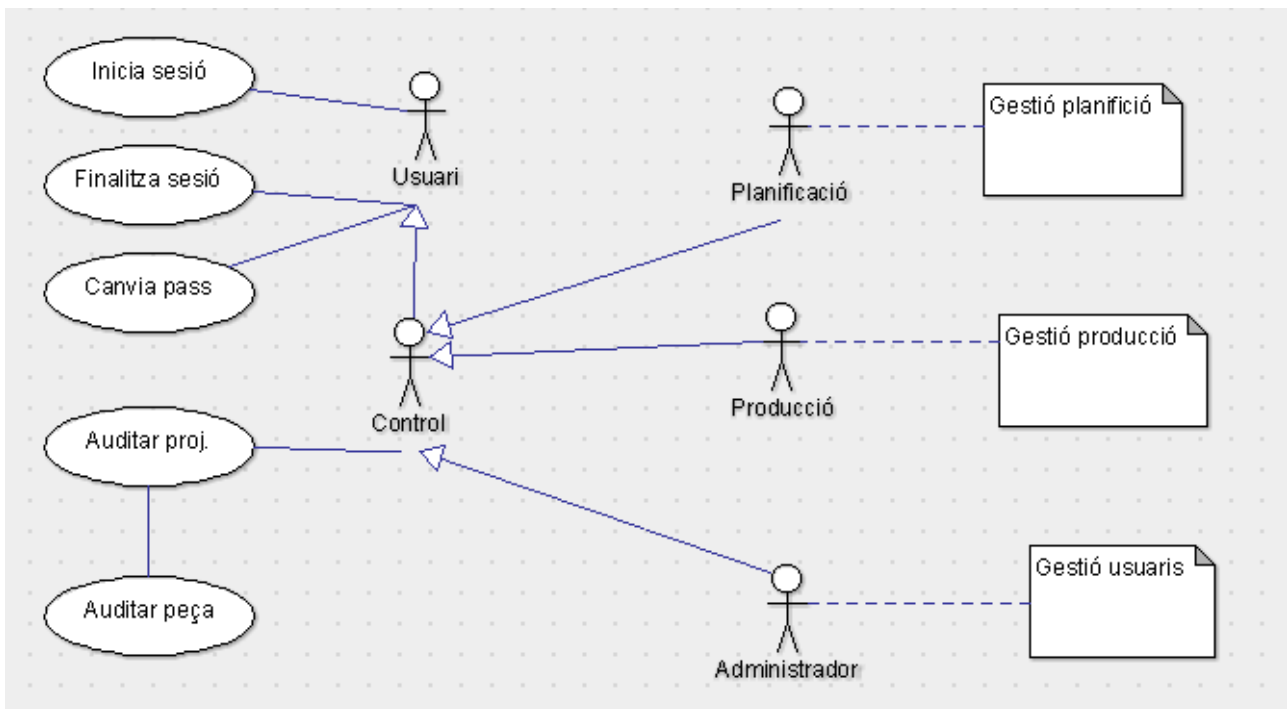 Inicia sesió
Usuari
Finalitza sesió
Canvia pass
Planificació
Gestió planifició
Control
Producció
Gestió producció
Auditar proj.
Auditar peça
Administrador
Gestió usuaris